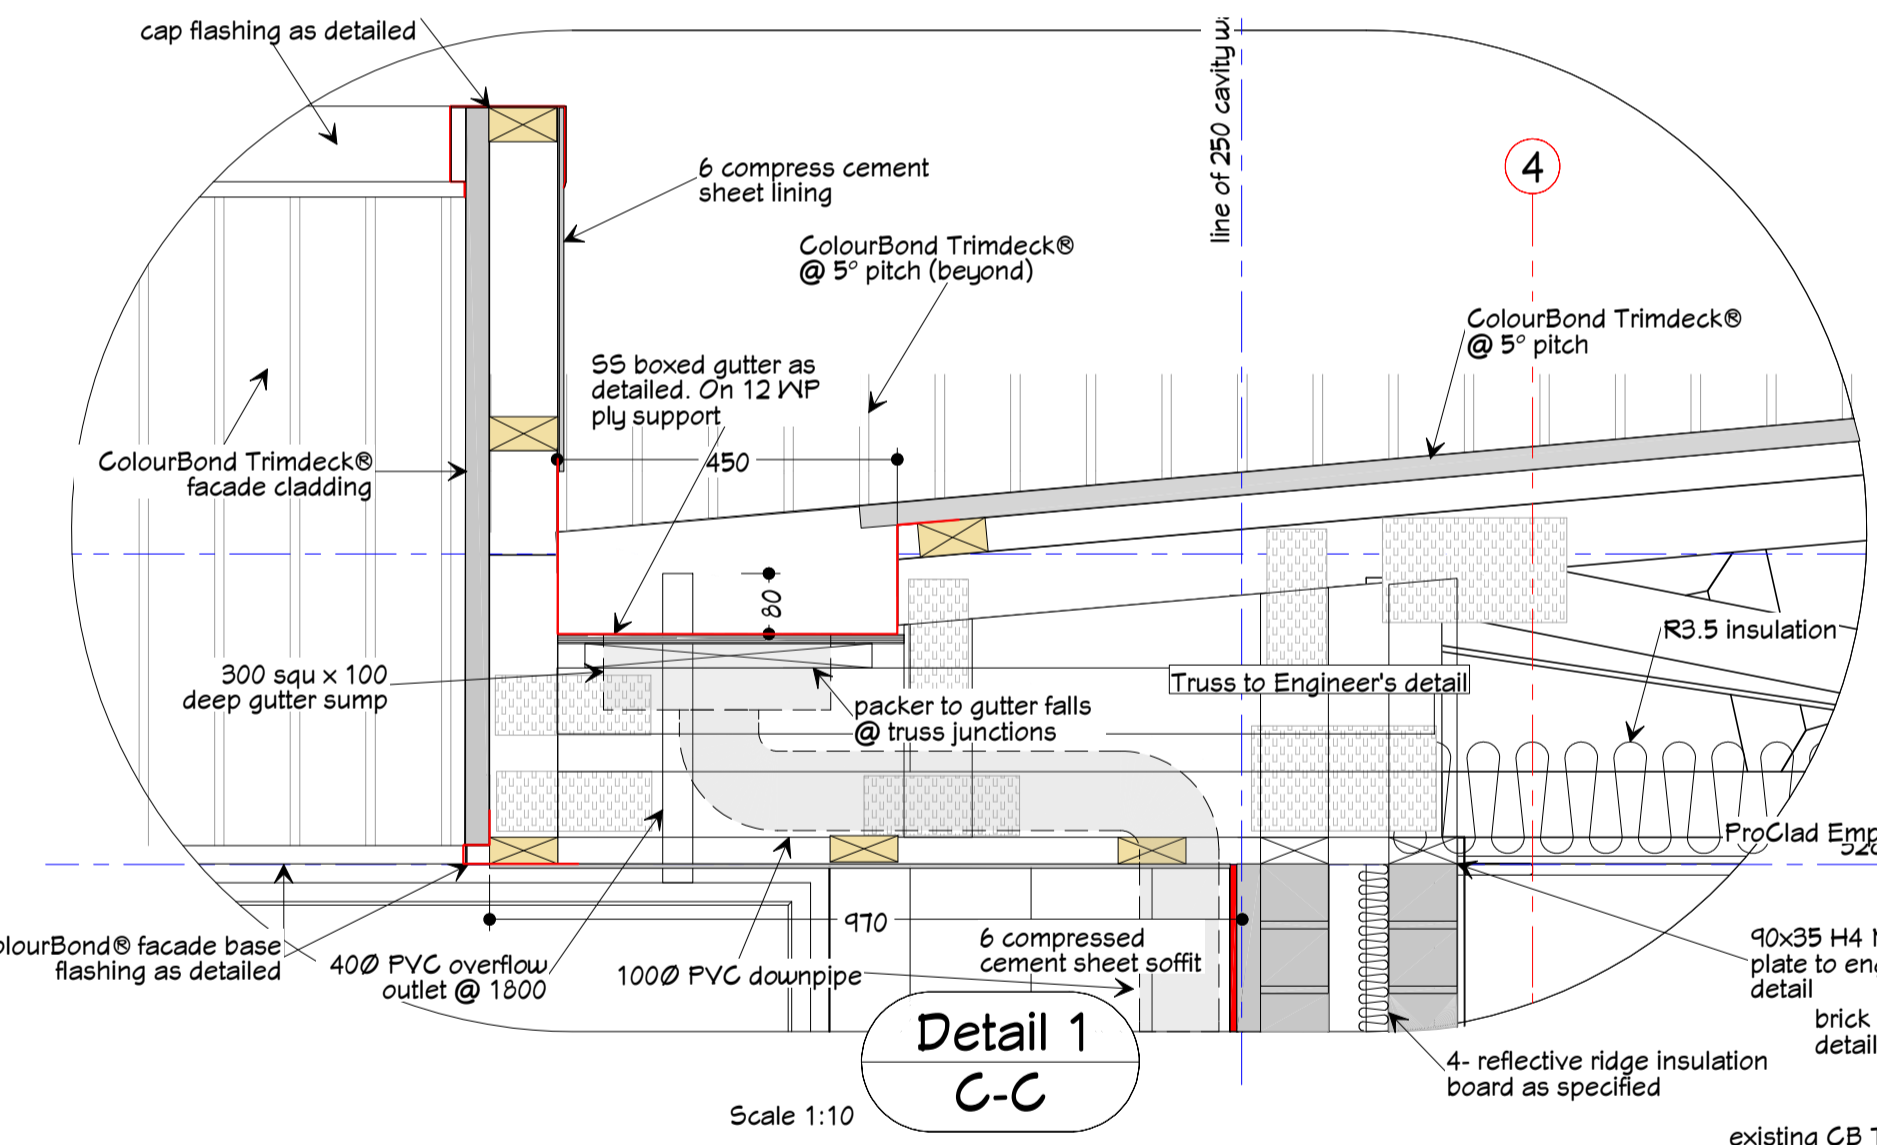 cap flashing as detailed
line of 250 cavity
4
6 compress cement
sheet lining
ColourBond Trimdeck®
@ 5° pitch (beyond)
ColourBond Trimdeck®
@ 5° pitch
SS boxed gutter as
detailed. On 12 WP
ply support
450
ColourBond Trimdeck®
facade cladding
80
R3.5 insulation
300 squ x 100
deep gutter sump
Truss to Engineer's detail
packer to gutter falls
@ truss junctions
ProClad
970
facade base
flashing as detailed
40Ø PVC overflow
outlet @ 1800
100Ø PVC downpipe
6 compressed
cement sheet soffit
90x35 H4
plate to
detail
brick
detail
Detail 1
C-C
4- reflective ridge insulation
board as specified
Scale 1:10
existing CB